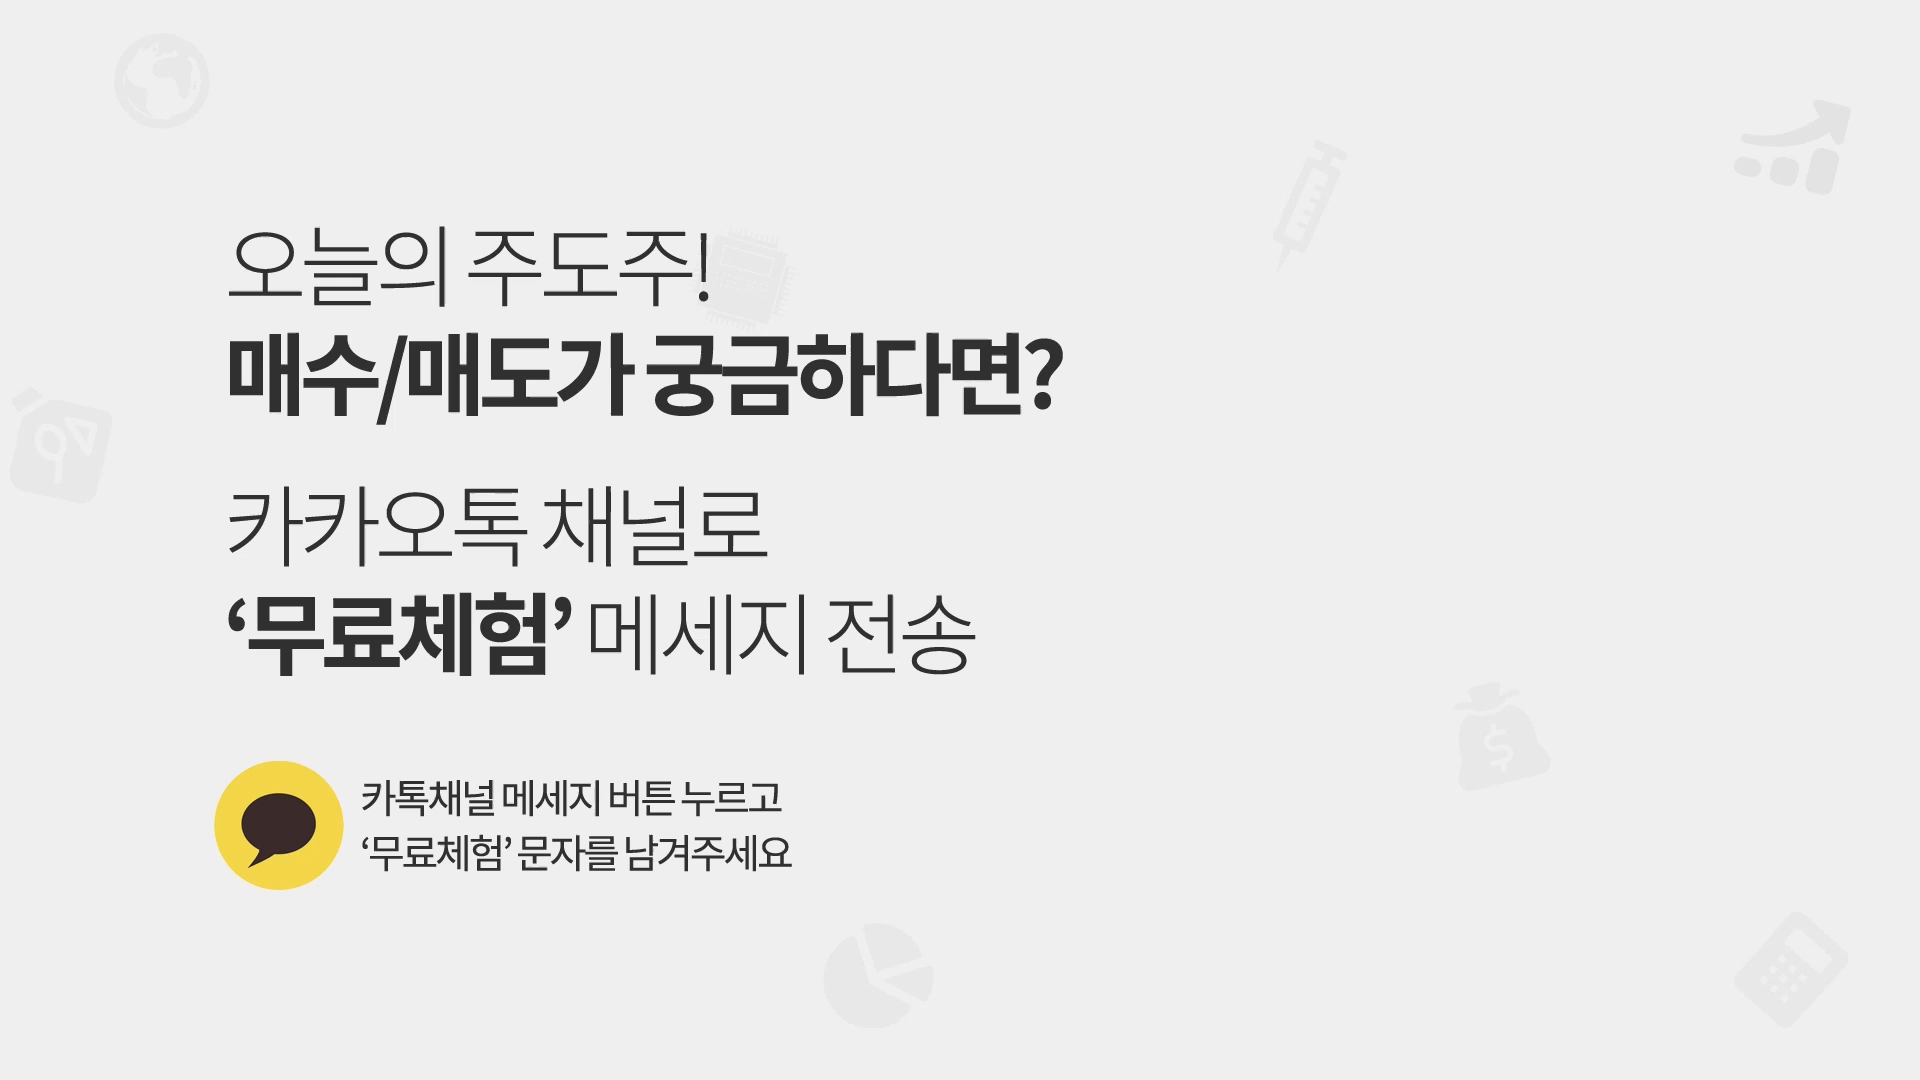 오늘의 주도주!
매수/매도가 궁금하다면?
카카오톡 채널로
‘무료체험’ 메세지 전송
카톡채널 메세지 버튼 누르고
‘무료체험’ 문자를 남겨주세요